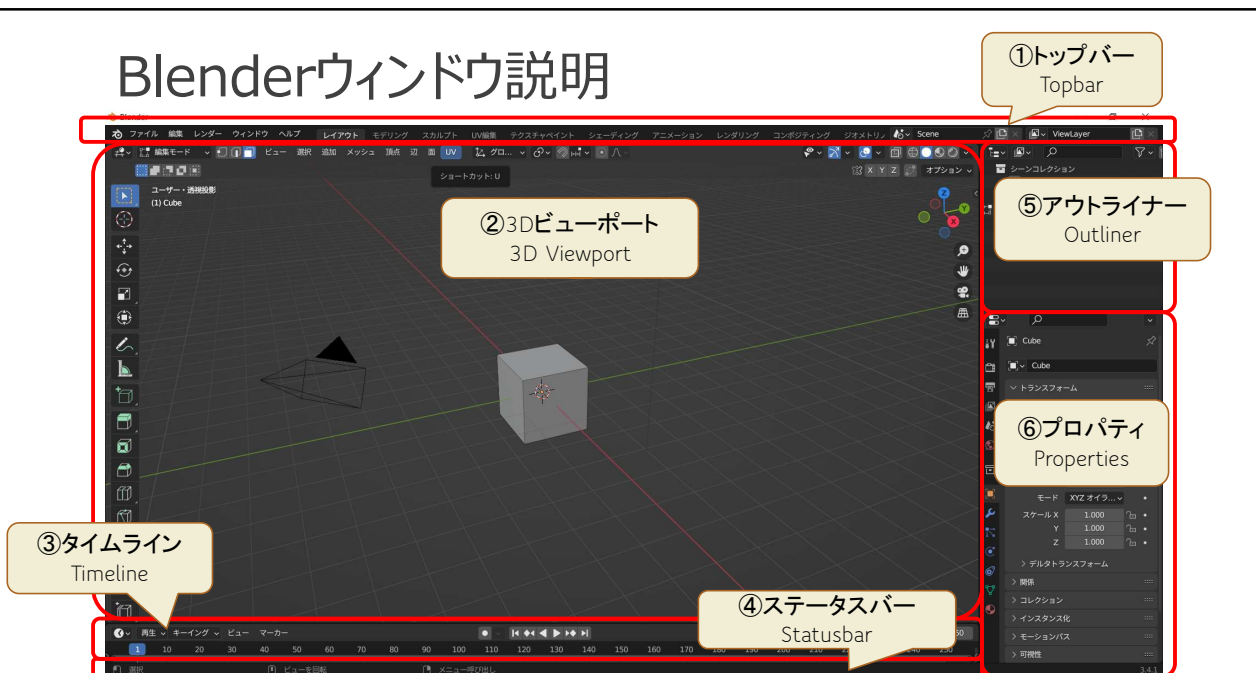 Blenderウィンドウ説明
①トップバー
Topbar
Blender
ファイル 編集 レンダー ウィンドウ ヘルプ レイアウト モデリング スカルプト UV編集 テクスチャペイント シェーディング アニメーション レンダリング コンポジティング ジオメトリノ Scene ViewLayer
編集モード ビュー 選択 追加 メッシュ 頂点 辺 面 UV グロ...
X Y Z オプション
ショートカット: U
ユーザー・透視投影
(1) Cube
②3Dビューポート
3D Viewport
Z
Y
X
シーンコレクション
⑤アウトライナー
Outliner
Cube
Cube
トランスフォーム
⑥プロパティ
Properties
モード XYZ オイラ...
スケール X 1.000
Y 1.000
Z 1.000
デルタトランスフォーム
関係
コレクション
インスタンス化
モーションパス
可視性
③タイムライン
Timeline
④ステータスバー
Statusbar
再生 キーイング ビュー マーカー
1 10 20 30 40 50 60 70 80 90 100 110 120 130 140 150 160 170 180 190 200 210 240 250
選択 ビューを回転 メニュー呼び出し 3.4.1